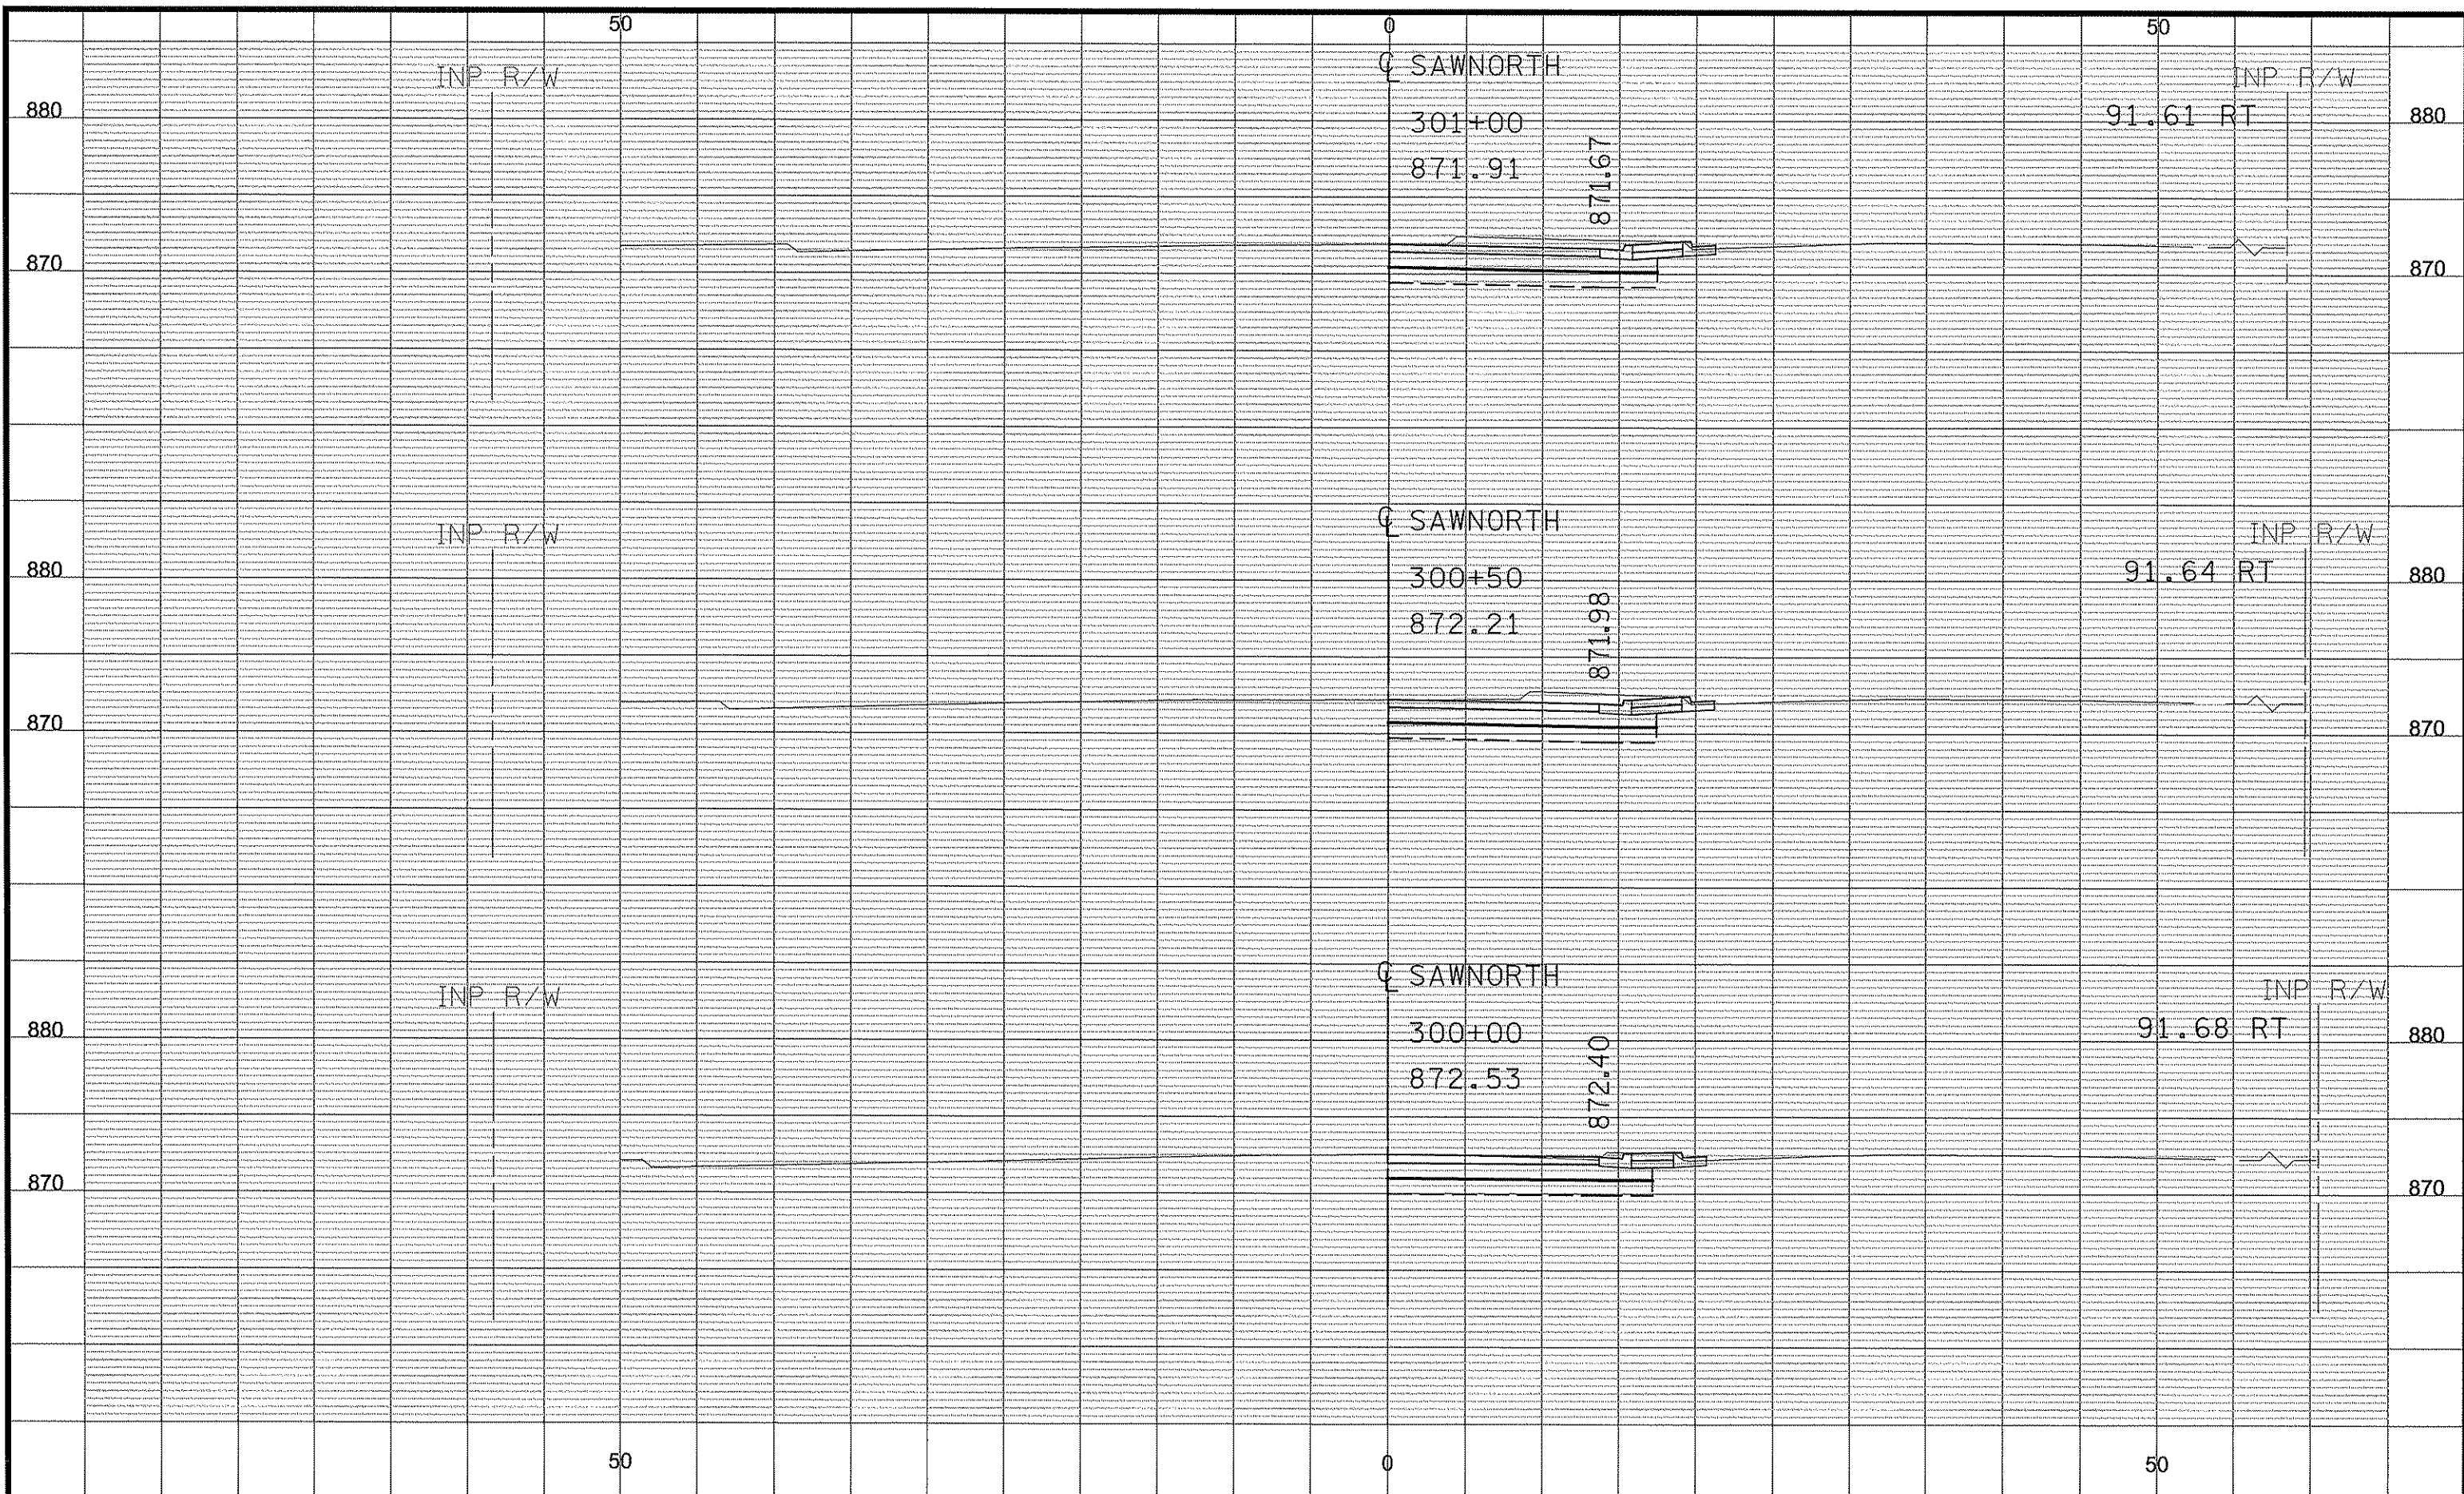 50 0 50
INP R/W ℄ SAWNORTH INP R/W
880 301+00 91.61 RT 880
871.91
871.67
870 870
INP R/W ℄ SAWNORTH INP R/W
880 300+50 91.64 RT 880
872.21
871.98
870 870
INP R/W ℄ SAWNORTH INP R/W
880 300+00 91.68 RT 880
872.53
872.40
870 870
50 0 50